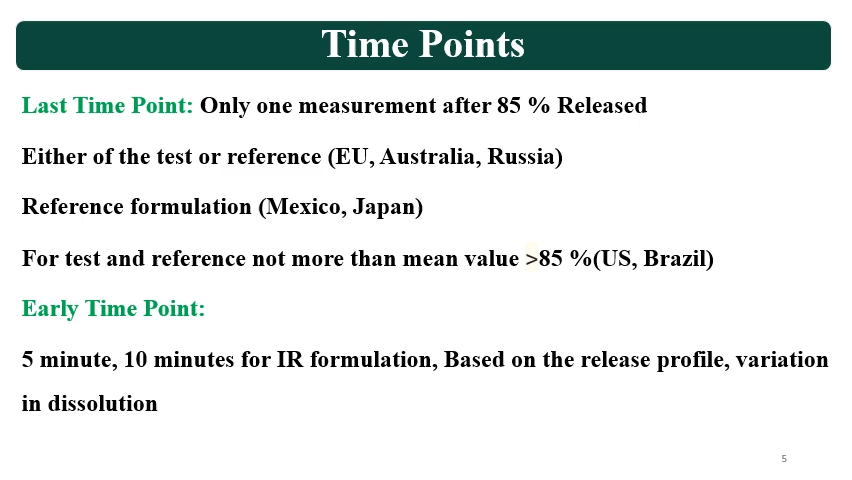 Time Points
Last Time Point: Only one measurement after 85 % Released
Either of the test or reference (EU, Australia, Russia)
Reference formulation (Mexico, Japan)
For test and reference not more than mean value >85 %(US, Brazil)
Early Time Point:
5 minute, 10 minutes for IR formulation, Based on the release profile, variation
in dissolution
5